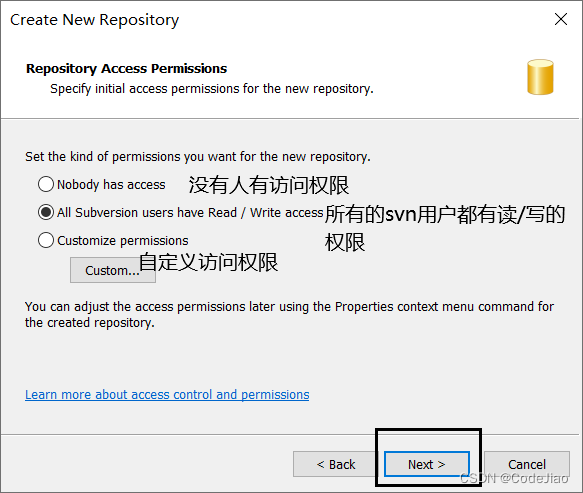 Create New Repository
Repository Access Permissions
Specify initial access permissions for the new repository.
Set the kind of permissions you want for the new repository.
Nobody has access 没有人有访问权限
All Subversion users have Read / Write access 所有的svn用户都有读/写的
权限
Customize permissions
自定义访问权限
Custom...
You can adjust the access permissions later using the Properties context menu command for
the created repository.
Learn more about access control and permissions
< Back Next > Cancel
CSDN @CodeJiao